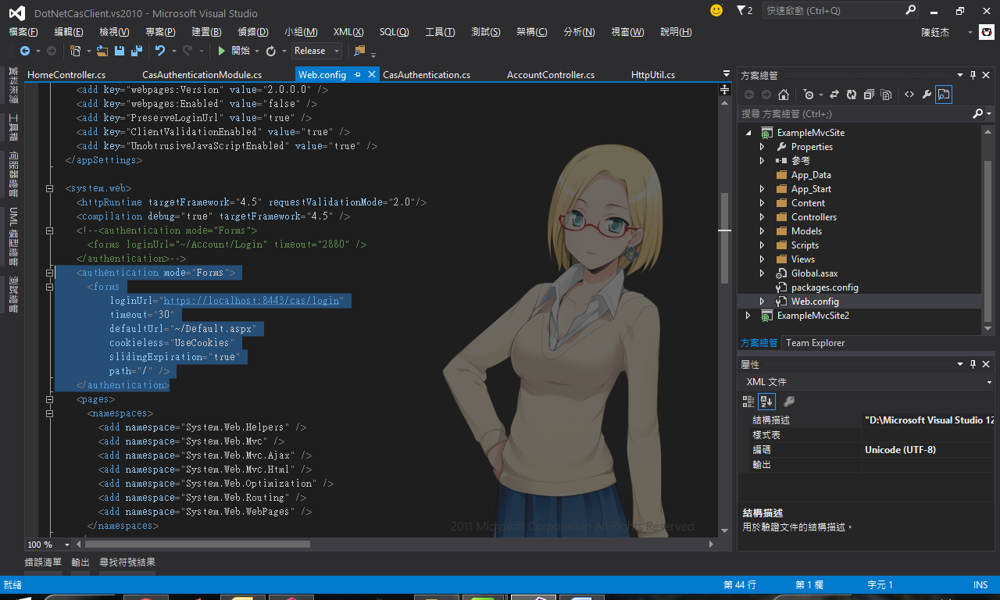 DotNetCasClient.vs2010 - Microsoft Visual Studio
2
快速啟動 (Ctrl+Q)
檔案(F) 編輯(E) 檢視(V) 專案(P) 建置(B) 偵錯(D) 小組(M) XML(X) SQL(Q) 工具(T) 測試(S) 架構(C) 分析(N) 視窗(W) 說明(H)
陳鈺杰
開始 Release
資料來源
工具箱
伺服器總管
UML 模型總管
測試總管
HomeController.cs CasAuthenticationModule.cs Web.config CasAuthentication.cs AccountController.cs HttpUtil.cs
<add key="webpages:Version" value="2.0.0.0" />
<add key="webpages:Enabled" value="false" />
<add key="PreserveLoginUrl" value="true" />
<add key="ClientValidationEnabled" value="true" />
<add key="UnobtrusiveJavaScriptEnabled" value="true" />
</appSettings>
<system.web>
<httpRuntime targetFramework="4.5" requestValidationMode="2.0"/>
<compilation debug="true" targetFramework="4.5" />
<!--<authentication mode="Forms">
<forms loginUrl="~/Account/Login" timeout="2880" />
</authentication>-->
<authentication mode="Forms">
<forms
loginUrl="https://localhost:8443/cas/login"
timeout="30"
defaultUrl="~/Default.aspx"
cookieless="UseCookies"
slidingExpiration="true"
path="/" />
</authentication>
<pages>
<namespaces>
<add namespace="System.Web.Helpers" />
<add namespace="System.Web.Mvc" />
<add namespace="System.Web.Mvc.Ajax" />
<add namespace="System.Web.Mvc.Html" />
<add namespace="System.Web.Optimization" />
<add namespace="System.Web.Routing" />
<add namespace="System.Web.WebPages" />
</namespaces>
2011 Microsoft Corporation All Rights Reserved.
100 %
方案總管
搜尋 方案總管 (Ctrl+;)
ExampleMvcSite
Properties
參考
App_Data
App_Start
Content
Controllers
Models
Scripts
Views
Global.asax
packages.config
Web.config
ExampleMvcSite2
方案總管 Team Explorer
屬性
XML 文件
結構描述 "D:\Microsoft Visual Studio 12
樣式表
編碼 Unicode (UTF-8)
輸出
結構描述
用於驗證文件的結構描述。
錯誤清單 輸出 尋找符號結果
就緒 第 44 行 第 1 欄 字元 1 INS